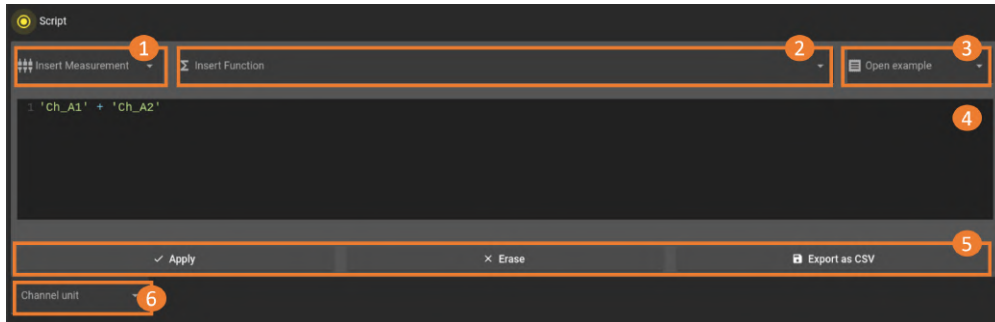 Script
1 2 3
Insert Measurement Insert Function Open example
1 'Ch_A1' + 'Ch_A2' 4
5
Apply Erase Export as CSV
Channel unit 6